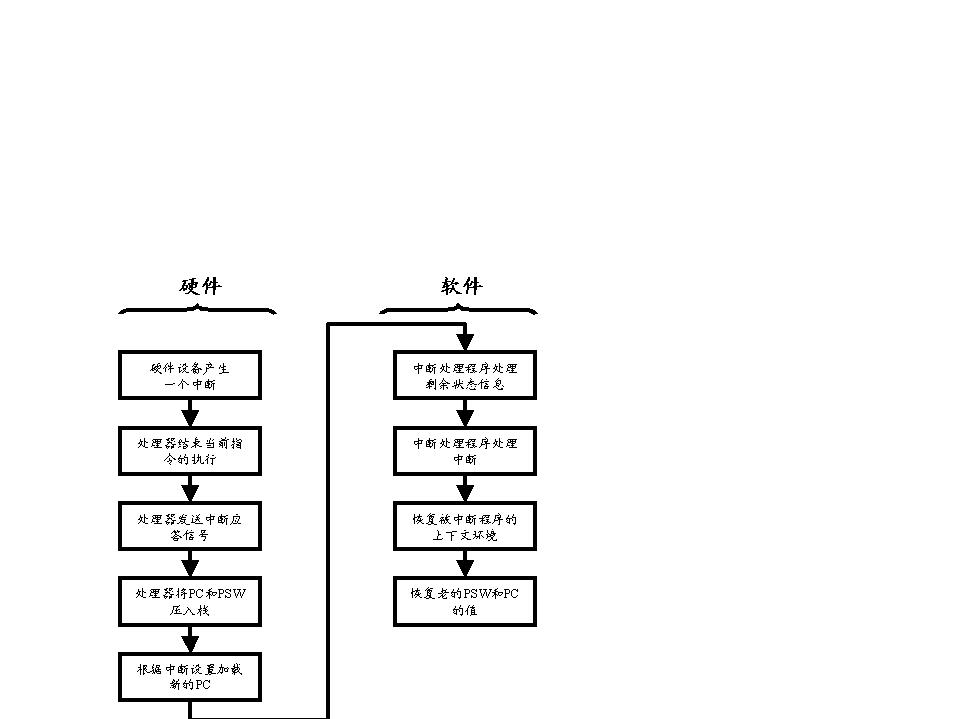 硬件
硬件设备产生
一个中断
处理器结束当前指
令的执行
处理器发送中断应
答信号
处理器将PC和PSW
压入栈
根据中断设置加载
新的PC
软件
中断处理程序处理
剩余状态信息
中断处理程序处理
中断
恢复被中断程序的
上下文环境
恢复老的PSW和PC
的值